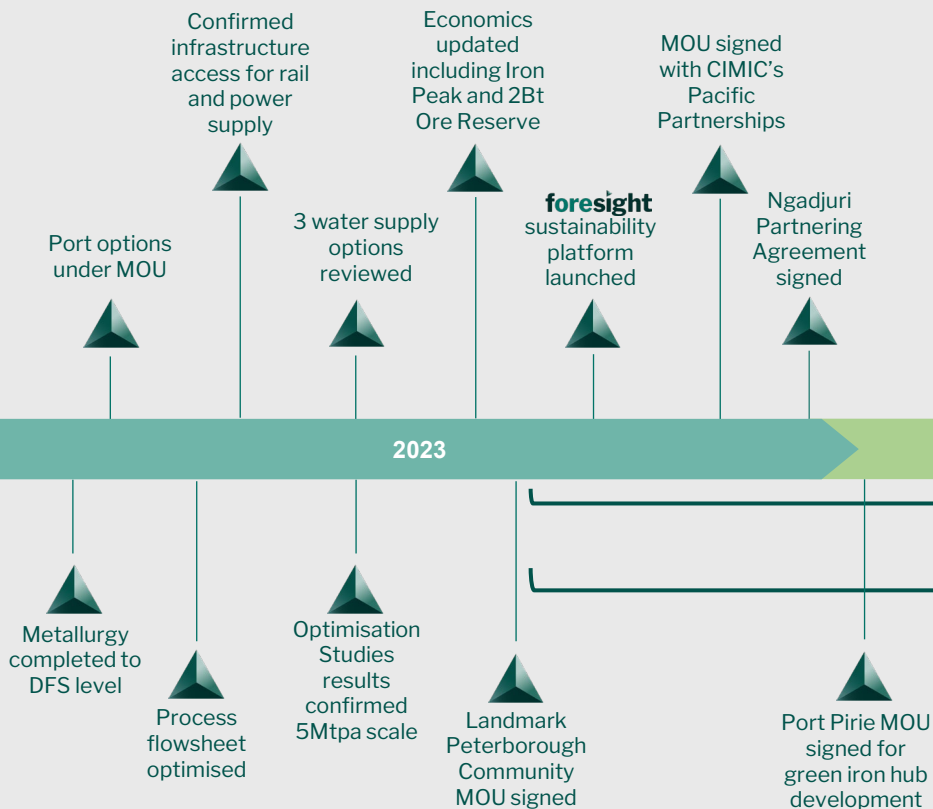 Confirmed
infrastructure
access for rail
and power
supply
Economics
updated
including Iron
Peak and 2Bt
Ore Reserve
MOU signed
with CIMIC's
Pacific
Partnerships
Port options
under MOU
3 water supply
options
reviewed
foresight
sustainability
platform
launched
Ngadjuri
Partnering
Agreement
signed
2023
Metallurgy
completed to
DFS level
Process
flowsheet
optimised
Optimisation
Studies
results
confirmed
5Mtpa scale
Landmark
Peterborough
Community
MOU signed
Port Pirie MOU
signed for
green iron hub
development